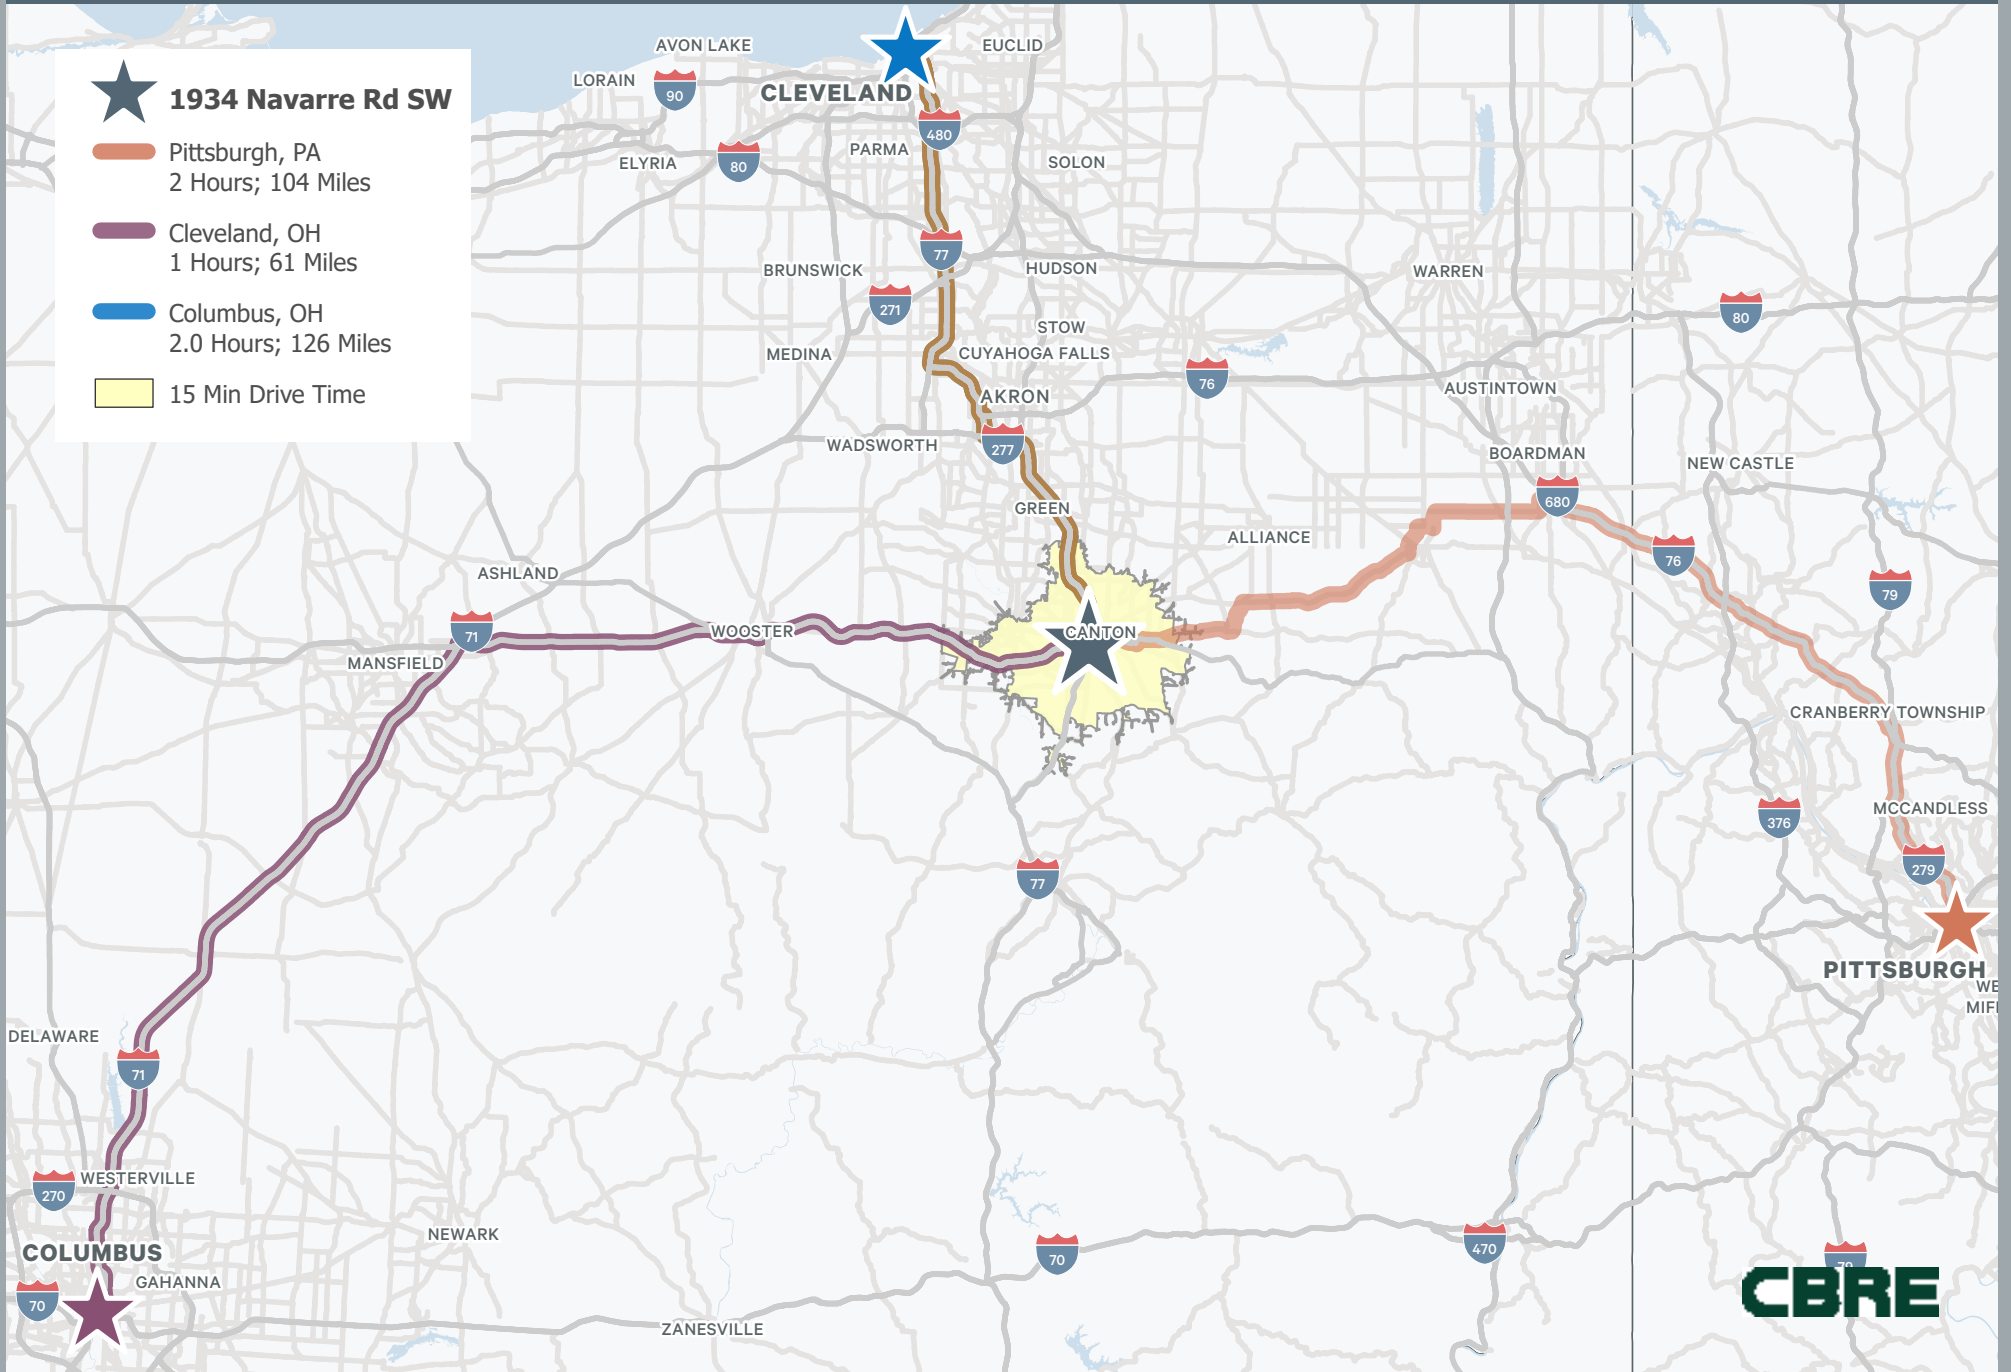 1934 Navarre Rd SW
Pittsburgh, PA
2 Hours; 104 Miles
Cleveland, OH
1 Hours; 61 Miles
Columbus, OH
2.0 Hours; 126 Miles
15 Min Drive Time
AVON LAKE
EUCLID
LORAIN
90
CLEVELAND
480
PARMA
ELYRIA
80
SOLON
77
BRUNSWICK
HUDSON
WARREN
271
80
STOW
MEDINA
CUYAHOGA FALLS
76
AUSTINTOWN
AKRON
WADSWORTH
277
BOARDMAN
NEW CASTLE
680
GREEN
ALLIANCE
76
ASHLAND
79
71
WOOSTER
CANTON
MANSFIELD
CRANBERRY TOWNSHIP
MCCANDLESS
376
279
77
PITTSBURGH
WE
MIFF
DELAWARE
71
WESTERVILLE
270
NEWARK
COLUMBUS
470
70
79
GAHANNA
70
CBRE
ZANESVILLE